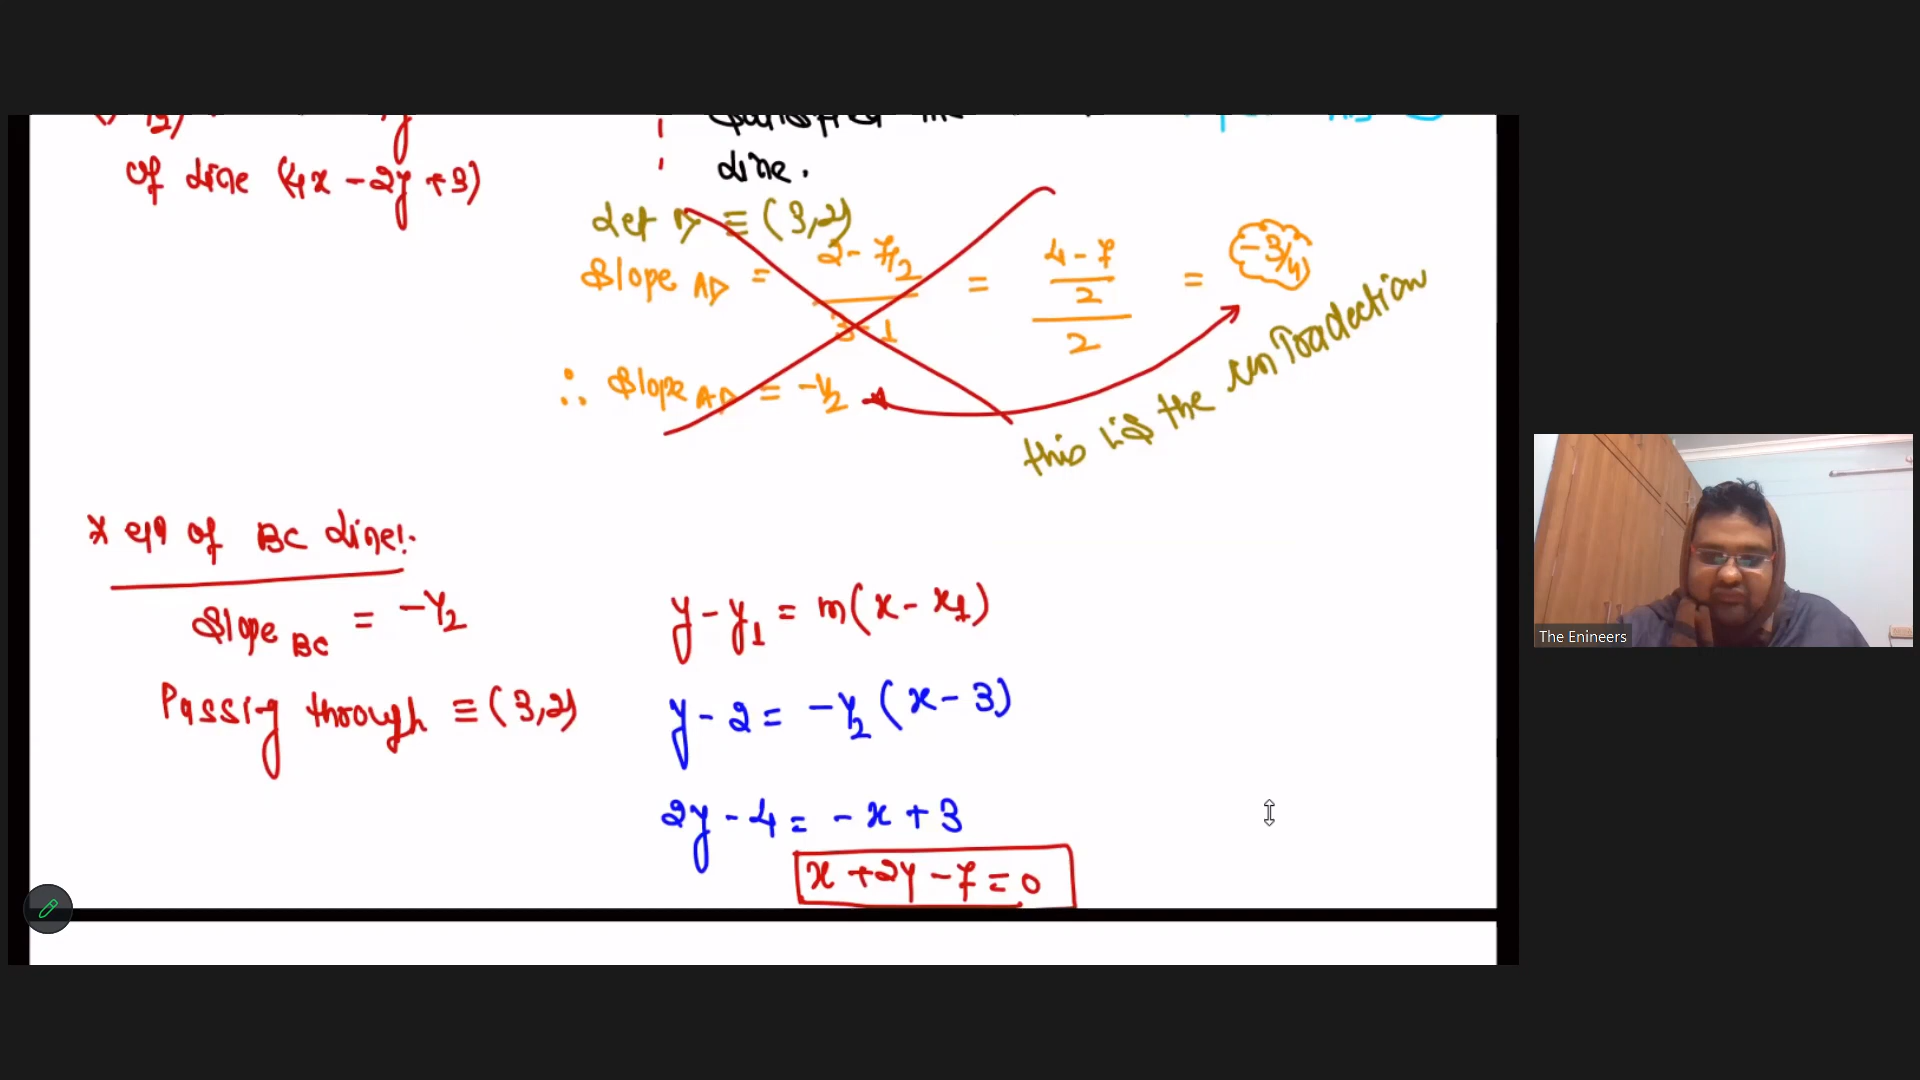 of line (4x - 2y + 3)
line.
Let D ≡ (3,2)
Slope AD = (2 - 7/2)/(3 - 1) = ((4 - 7)/2)/2 = -3/4
∴ Slope AD = -1/2
this is the contradection
* eqn of BC line:-
Slope BC = -1/2
Passing through ≡ (3,2)
y - y₁ = m(x - x₁)
y - 2 = -1/2 (x - 3)
2y - 4 = - x + 3
x + 2y - 7 = 0
The Enineers